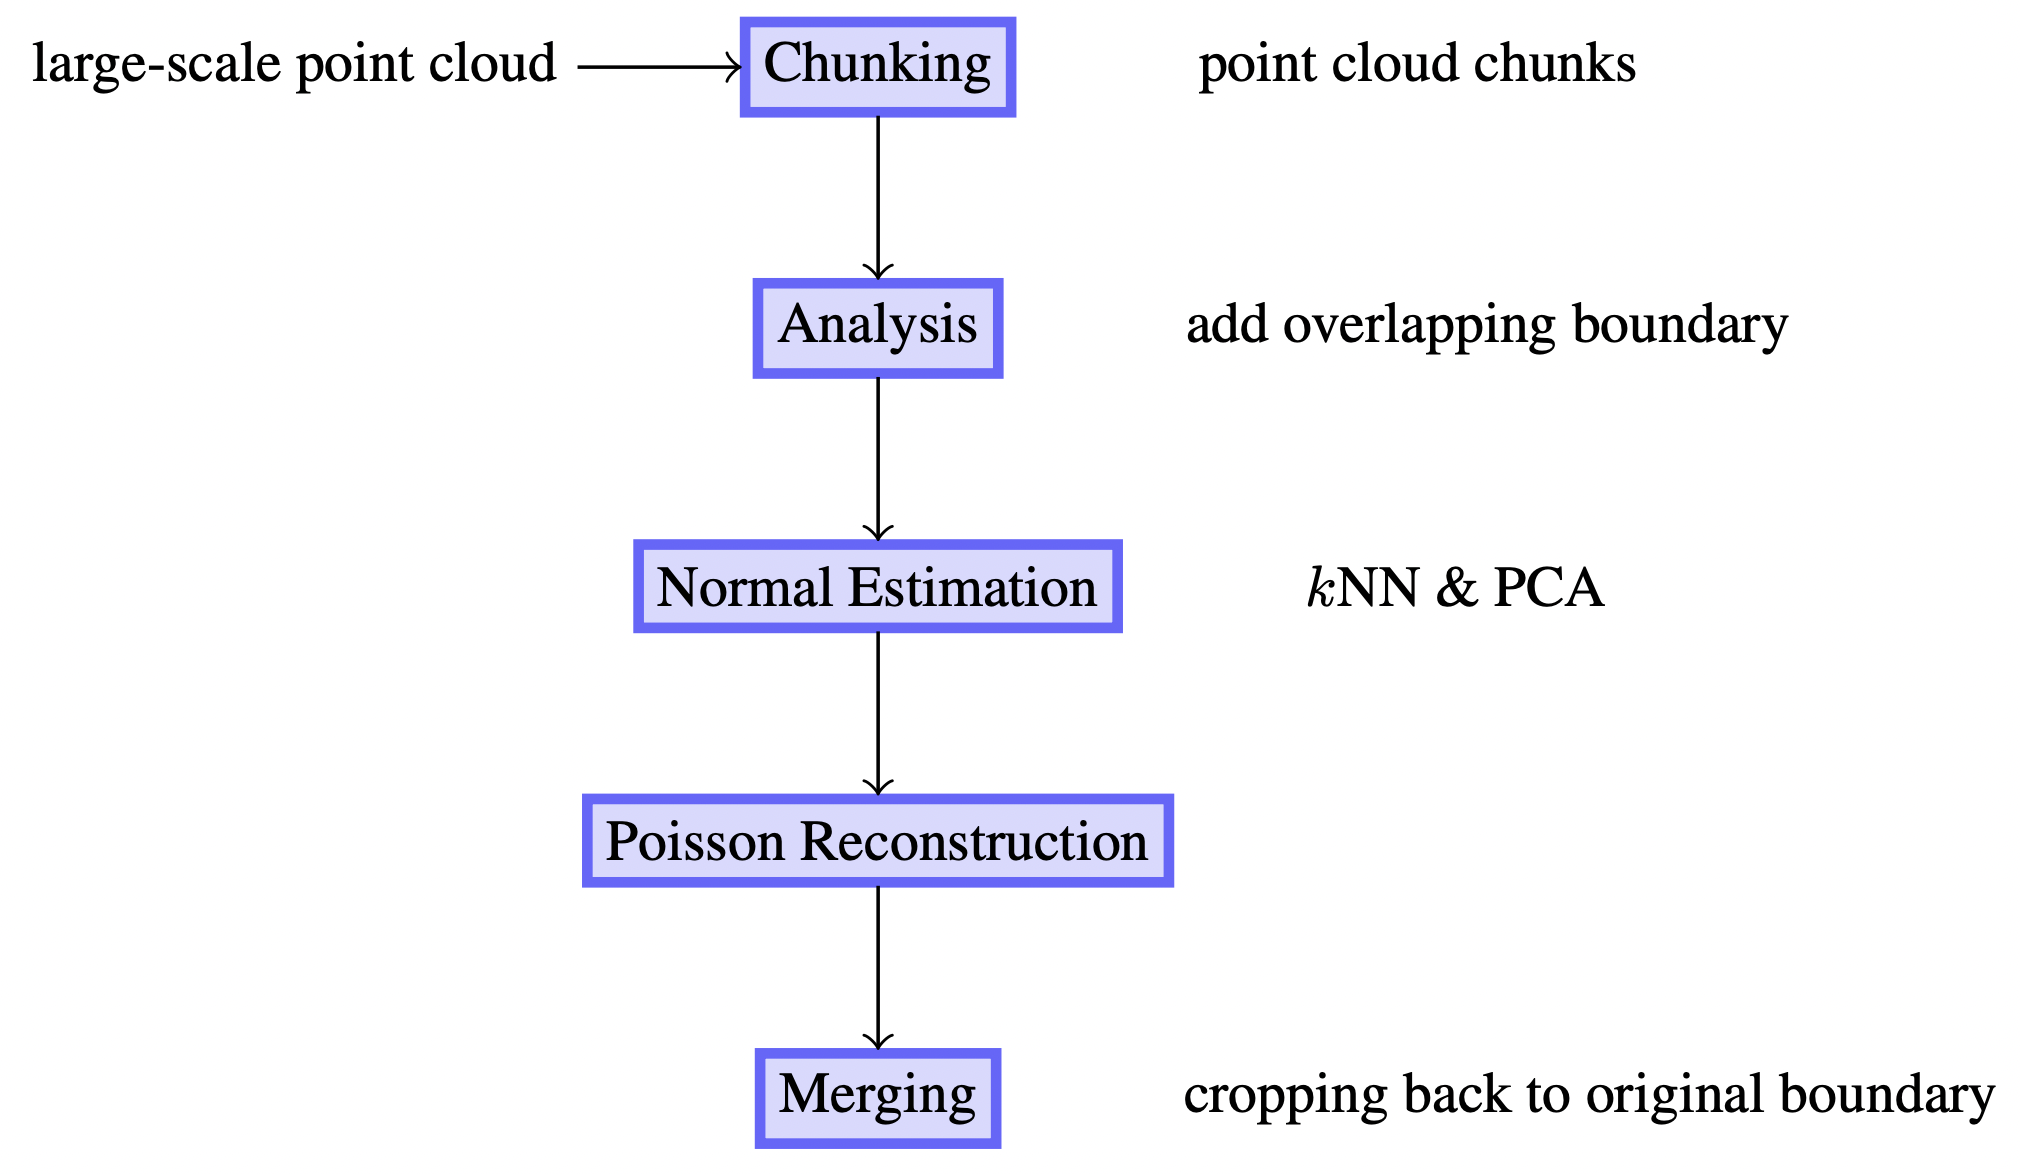 large-scale point cloud
Chunking
point cloud chunks
Analysis
add overlapping boundary
Normal Estimation
kNN & PCA
Poisson Reconstruction
Merging
cropping back to original boundary